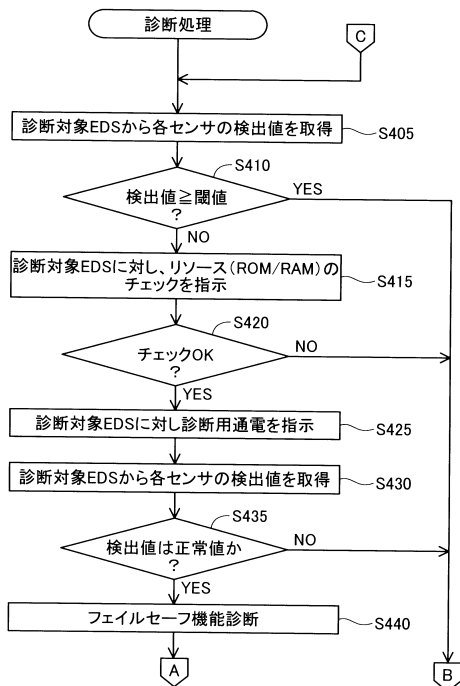 診断処理
C
診断対象EDSから各センサの検出値を取得
S405
S410
検出値≧閾値
?
YES
NO
診断対象EDSに対し、リソース(ROM/RAM)の
チェックを指示
S415
S420
チェックOK
?
NO
YES
診断対象EDSに対し診断用通電を指示
S425
診断対象EDSから各センサの検出値を取得
S430
S435
検出値は正常値か
?
NO
YES
フェイルセーフ機能診断
S440
A
B